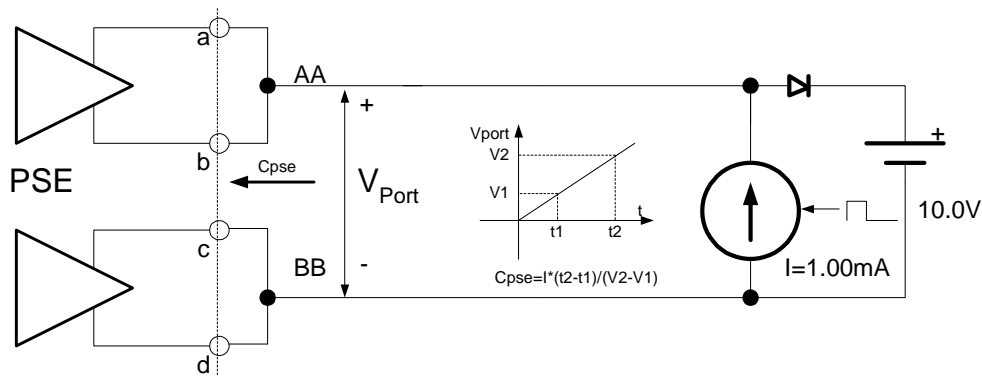 a
AA
+
b
PSE
Cpse
VPort
Vport
V2
V1
t
t1 t2
Cpse=I*(t2-t1)/(V2-V1)
c
BB
-
d
I=1.00mA
+
10.0V